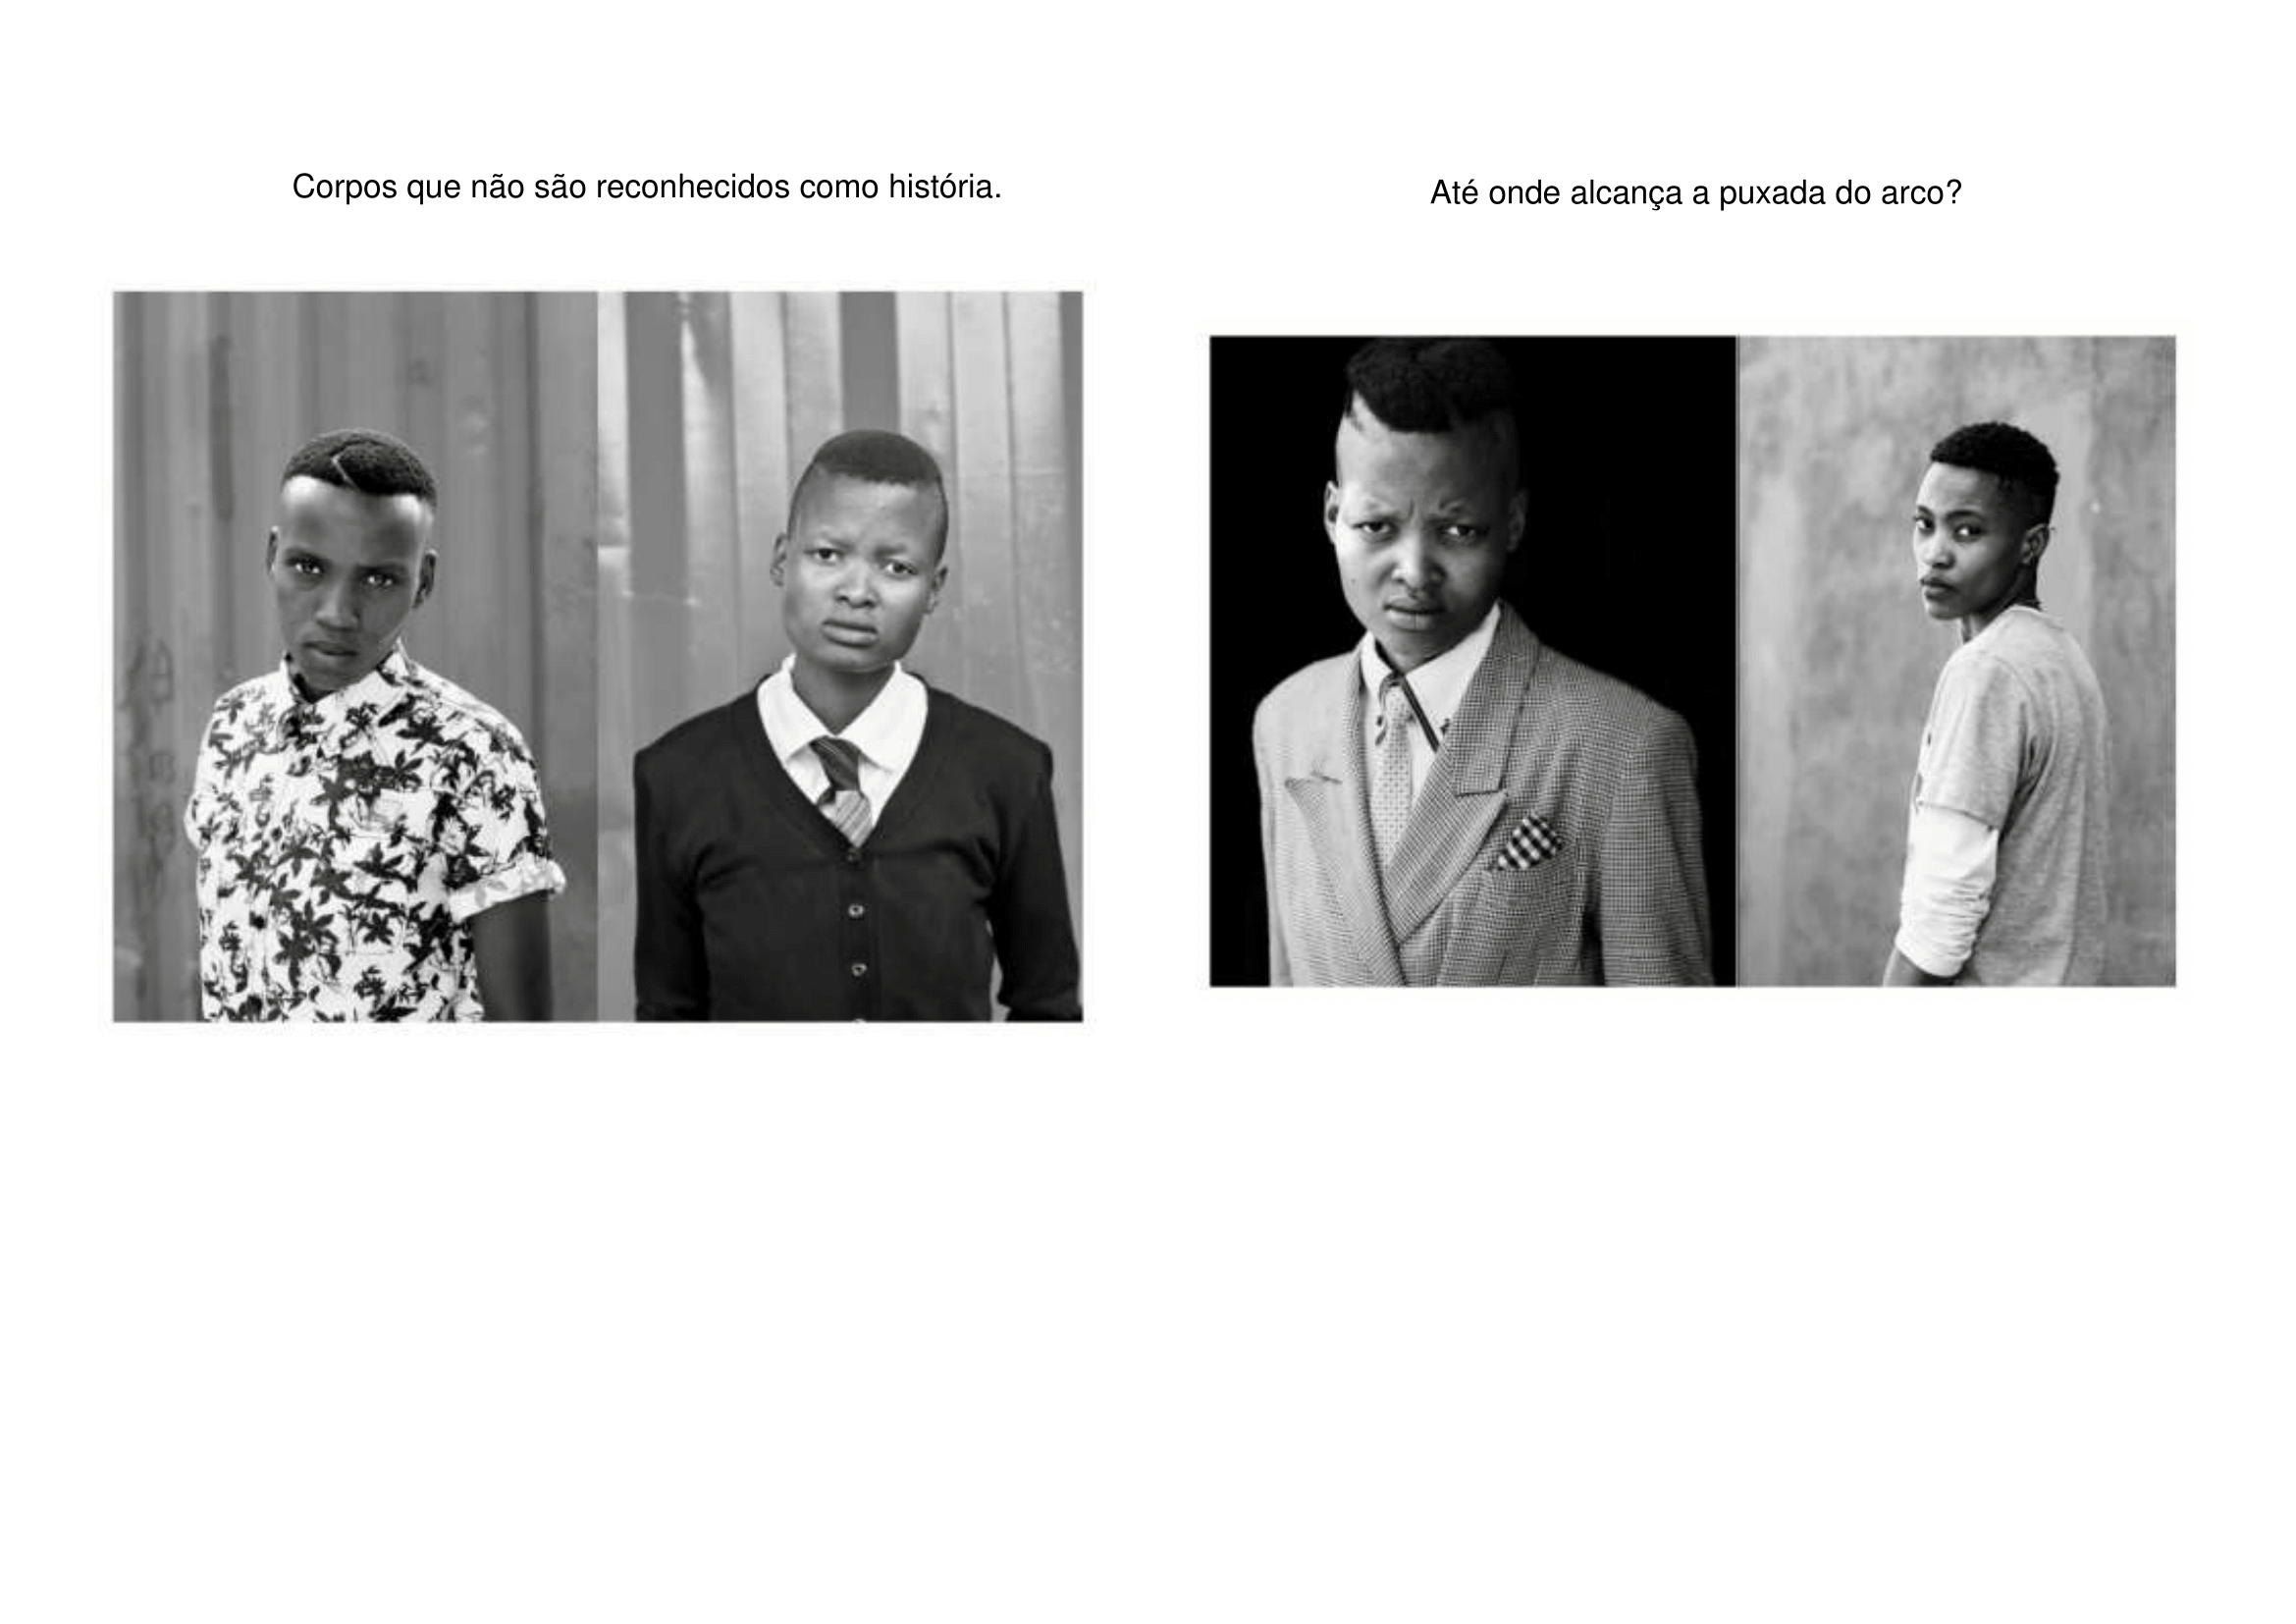 Corpos que não são reconhecidos como história.
Até onde alcança a puxada do arco?